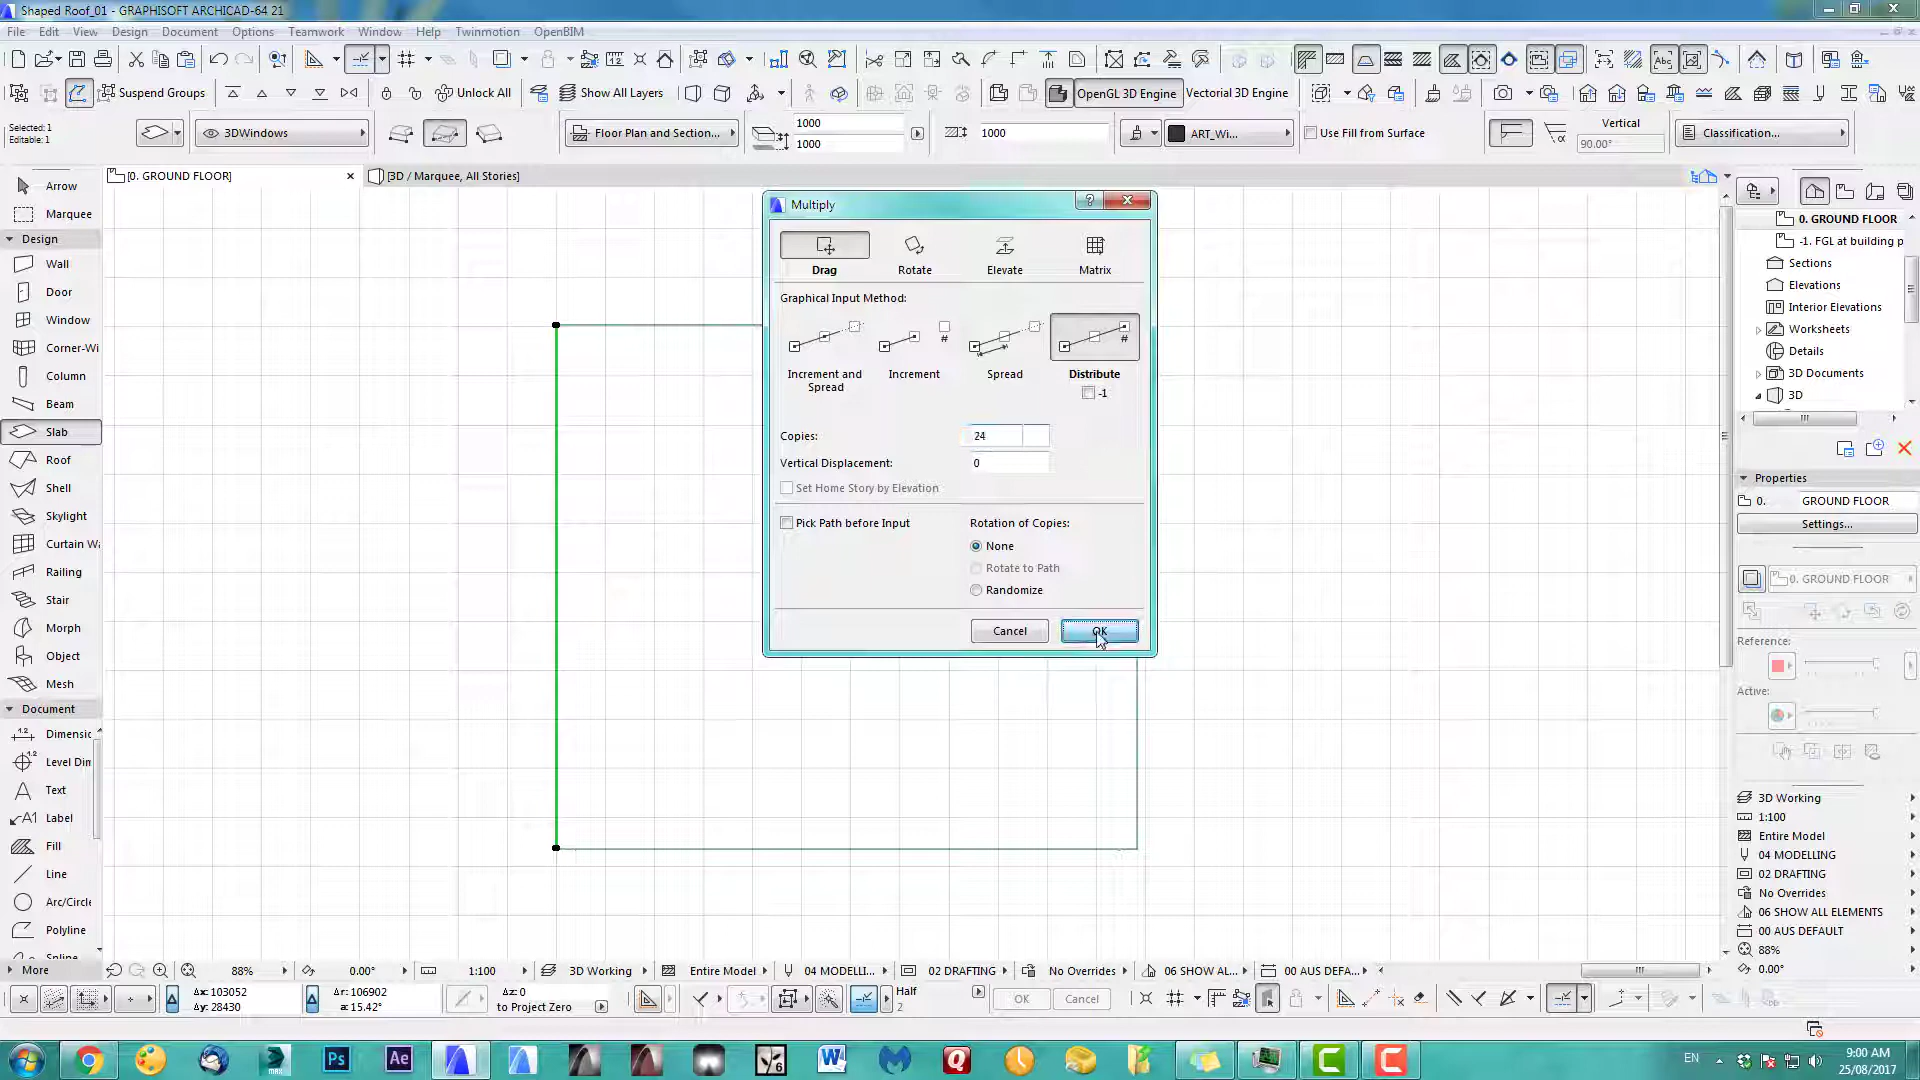 Shaped Roof_01 - GRAPHISOFT ARCHICAD-64 21
File Edit View Design Document Options Teamwork Window Help Twinmotion OpenBIM
Suspend Groups Unlock All Show All Layers OpenGL 3D Engine Vectorial 3D Engine
Selected: 1
Editable: 1
3DWindows
Floor Plan and Section...
1000
1000
1000
ART_Wi...
Use Fill from Surface
Vertical
90.00°
Classification...
[0. GROUND FLOOR]
[3D / Marquee, All Stories]
Arrow
Marquee
Design
Wall
Door
Window
Corner-Wi
Column
Beam
Slab
Roof
Shell
Skylight
Curtain Wa
Railing
Stair
Morph
Object
Mesh
Document
Dimensic
Level Din
Text
Label
Fill
Line
Arc/Circle
Polyline
More
Multiply
Drag Rotate Elevate Matrix
Graphical Input Method:
Increment and Spread
Increment
Spread
Distribute
-1
Copies: 24
Vertical Displacement: 0
Set Home Story by Elevation
Pick Path before Input
Rotation of Copies:
None
Rotate to Path
Randomize
Cancel OK
0. GROUND FLOOR
-1. FGL at building p
Sections
Elevations
Interior Elevations
Worksheets
Details
3D Documents
3D
Properties
0. GROUND FLOOR
Settings...
0. GROUND FLOOR
Reference:
Active:
3D Working
1:100
Entire Model
04 MODELLING
02 DRAFTING
No Overrides
06 SHOW ALL ELEMENTS
00 AUS DEFAULT
88%
0.00°
88% 0.00° 1:100 3D Working Entire Model 04 MODELLI... 02 DRAFTING No Overrides 06 SHOW AL... 00 AUS DEFA...
Δx: 103052
Δy: 28430
Δr: 106902
a: 15.42°
Δz: 0
to Project Zero
Half
2
OK Cancel
EN
9:00 AM
25/08/2017